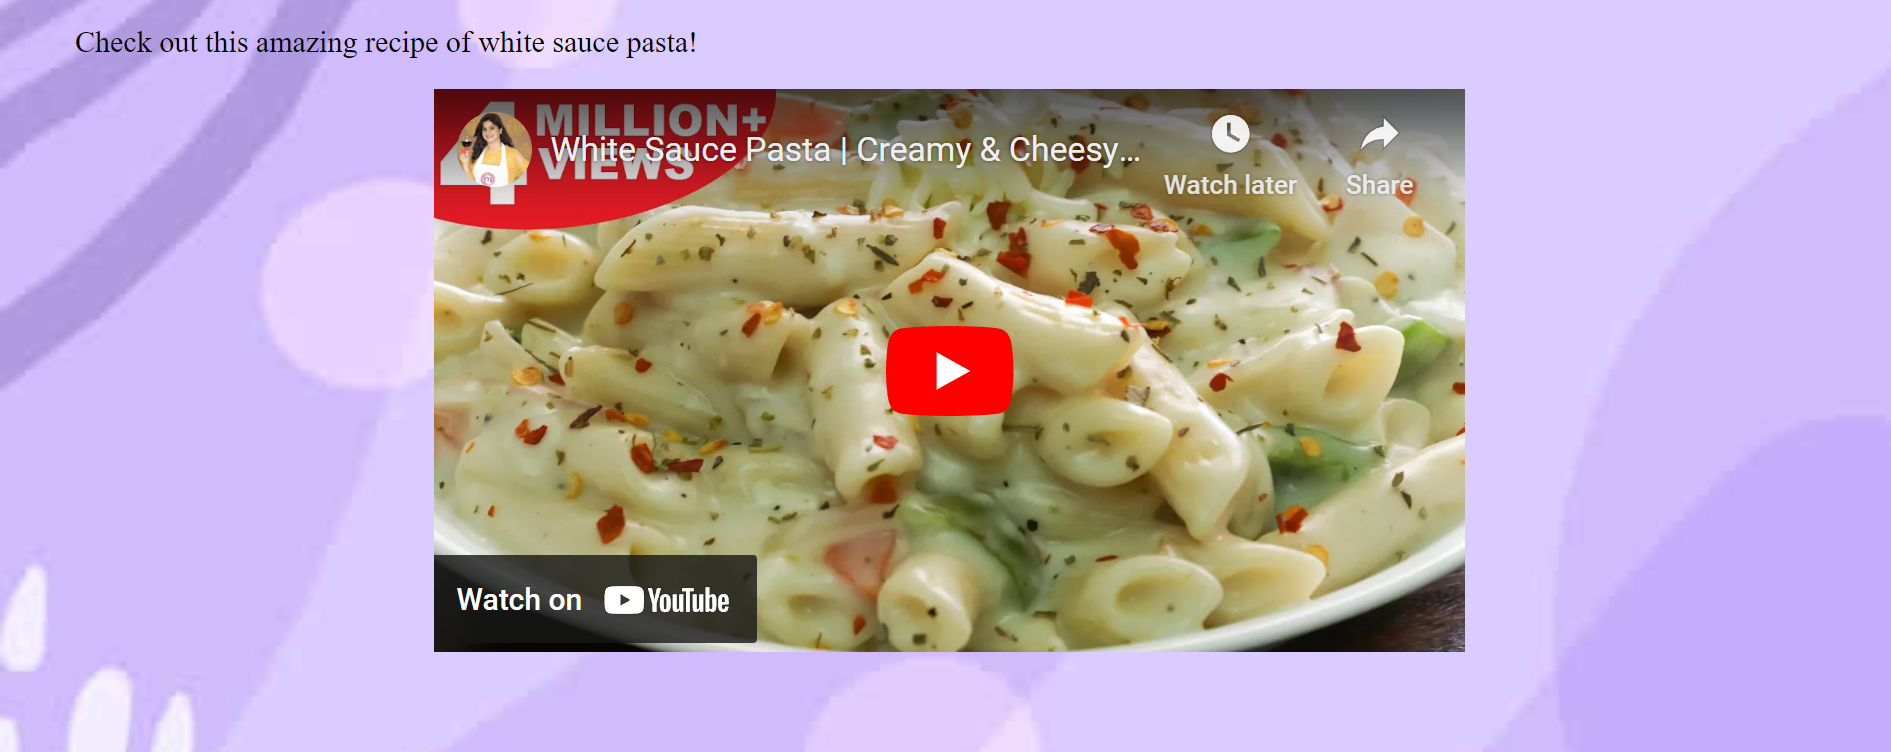 Check out this amazing recipe of white sauce pasta!
4 MILLION+
VIEWS
White Sauce Pasta | Creamy & Cheesy...
Watch later
Share
Watch on YouTube